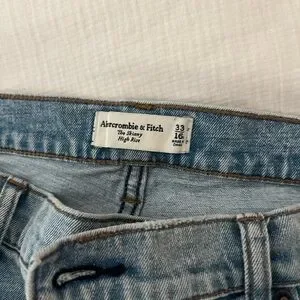 Abercrombie & Fitch
The Skinny
High Rise
33
16